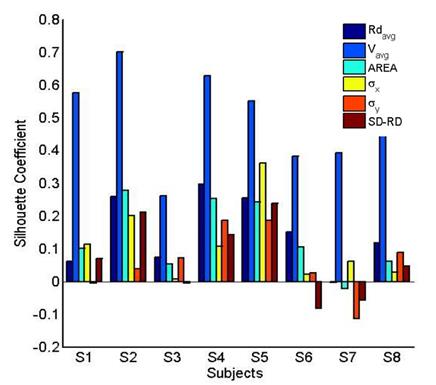 0.8
0.7
0.6
0.5
0.4
0.3
0.2
0.1
0
-0.1
-0.2
Silhouette Coefficient
S1 S2 S3 S4 S5 S6 S7 S8
Subjects
Rd avg
V avg
AREA
σx
σy
SD-RD